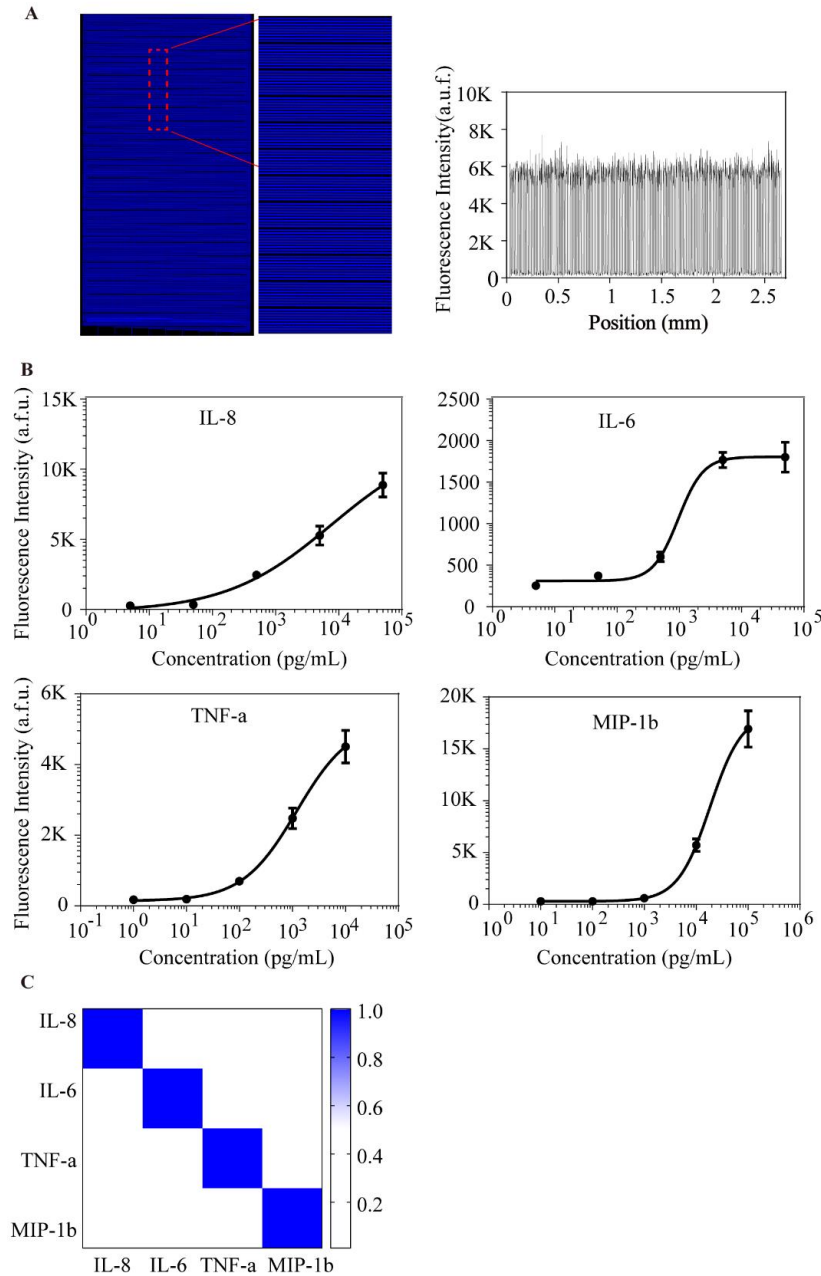 A
Fluorescence Intensity(a.u.f.)
10K
8K
6K
4K
2K
0
0 0.5 1 1.5 2 2.5
Position (mm)
B
Fluorescence Intensity (a.f.u.)
15K
10K
5K
0
IL-8
10^0 10^1 10^2 10^3 10^4 10^5
Concentration (pg/mL)
2500
2000
1500
1000
500
0
IL-6
10^0 10^1 10^2 10^3 10^4 10^5
Concentration (pg/mL)
Fluorescence Intensity (a.f.u.)
6K
4K
2K
0
TNF-a
10^-1 10^0 10^1 10^2 10^3 10^4 10^5
Concentration (pg/mL)
20K
15K
10K
5K
0
MIP-1b
10^0 10^1 10^2 10^3 10^4 10^5 10^6
Concentration (pg/mL)
C
IL-8
IL-6
TNF-a
MIP-1b
IL-8 IL-6 TNF-a MIP-1b
1.0
0.8
0.6
0.4
0.2